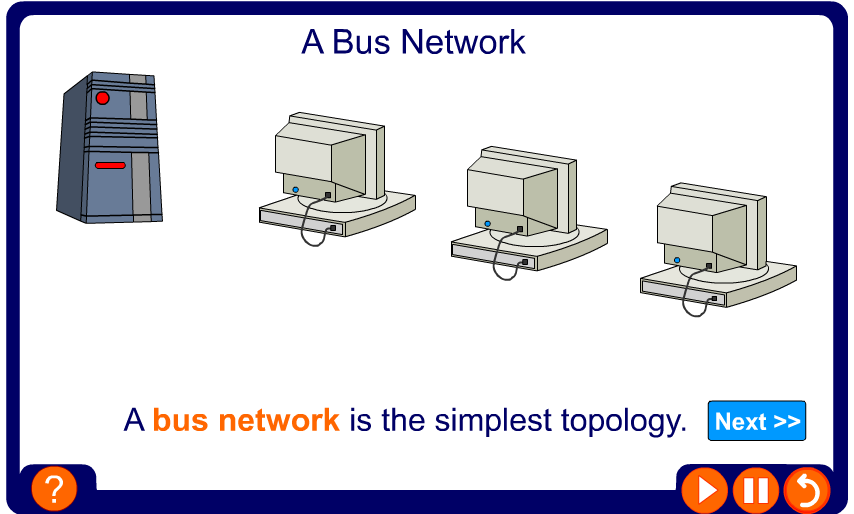 A Bus Network
A bus network is the simplest topology.
Next >>
?